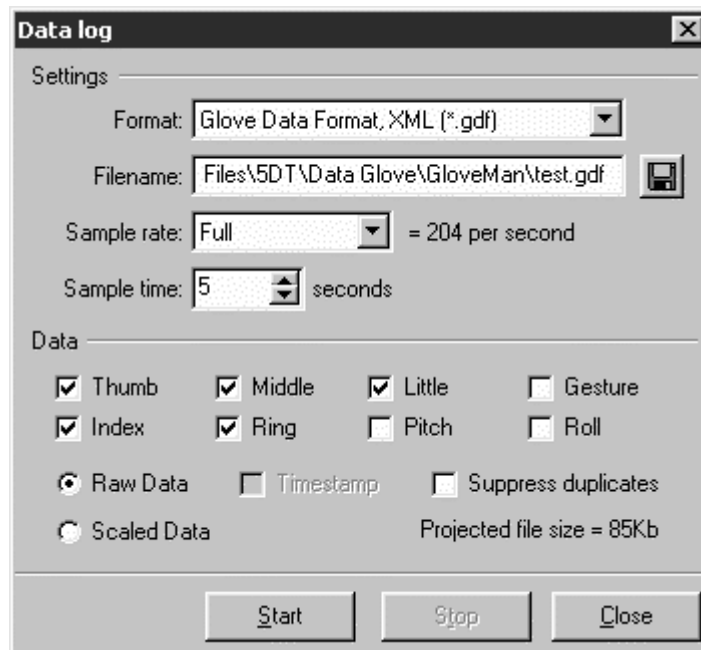 Data log
Settings
Format: Glove Data Format, XML (*.gdf)
Filename: Files\5DT\Data Glove\GloveMan\test.gdf
Sample rate: Full = 204 per second
Sample time: 5 seconds
Data
Thumb Middle Little Gesture
Index Ring Pitch Roll
Raw Data Timestamp Suppress duplicates
Scaled Data Projected file size = 85Kb
Start Stop Close